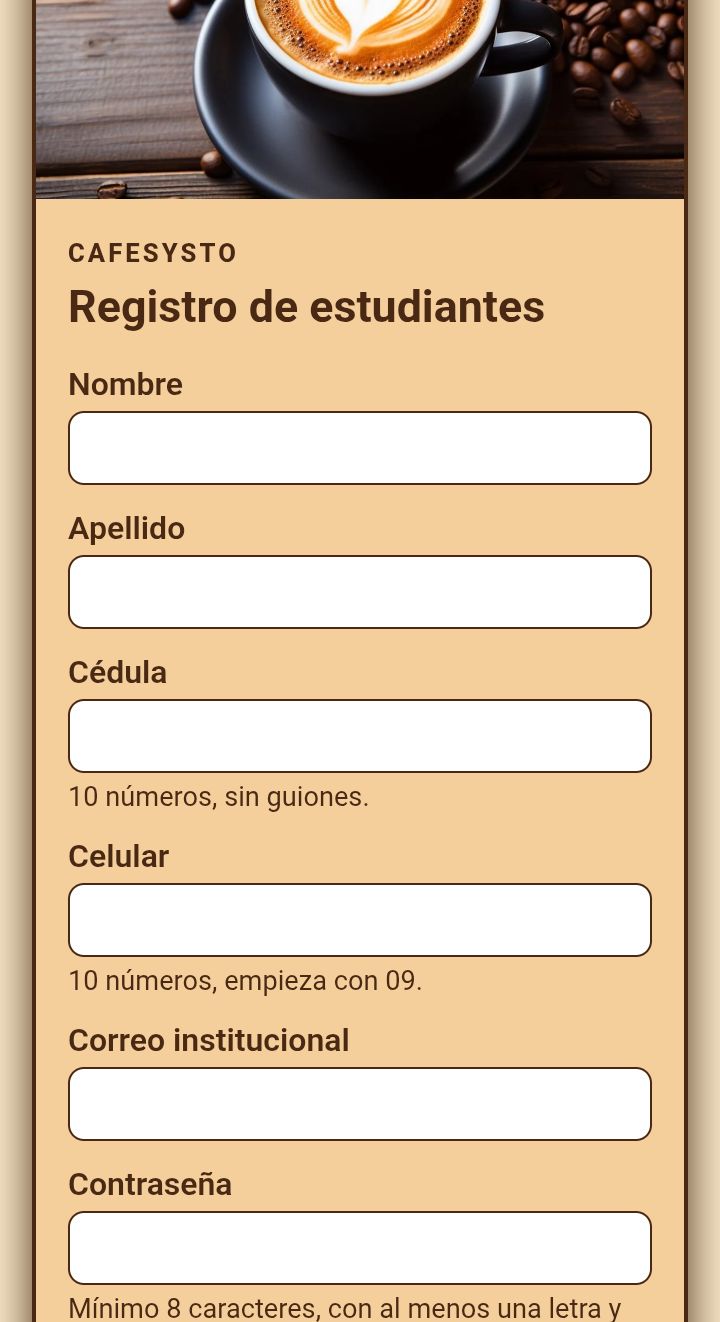 CAFESYSTO
Registro de estudiantes
Nombre
Apellido
Cédula
10 números, sin guiones.
Celular
10 números, empieza con 09.
Correo institucional
Contraseña
Mínimo 8 caracteres, con al menos una letra y